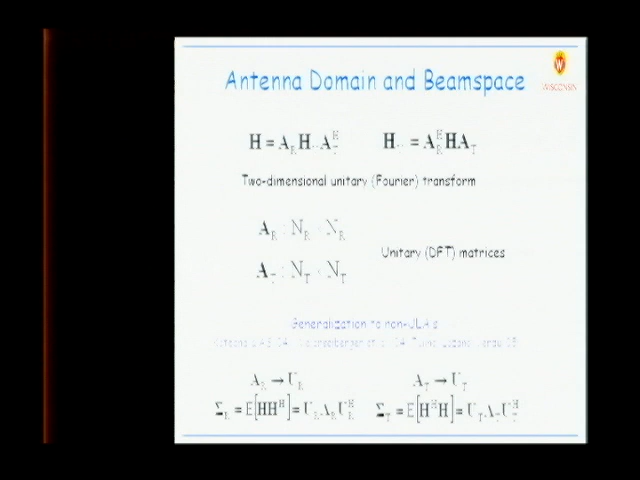 Antenna Domain and Beamspace
WISCONSIN
H = A_R H.. A_T^H    H.. = A_R^H H A_T
Two-dimensional unitary (Fourier) transform
A_R : N_R × N_R
Unitary (DFT) matrices
A_T : N_T × N_T
Generalization to non-ULA's
A_R → U_R    A_T → U_T
Σ_R = E[HH^H] = U_R Λ_R U_R^H    Σ_T = E[H^H H] = U_T Λ_T U_T^H